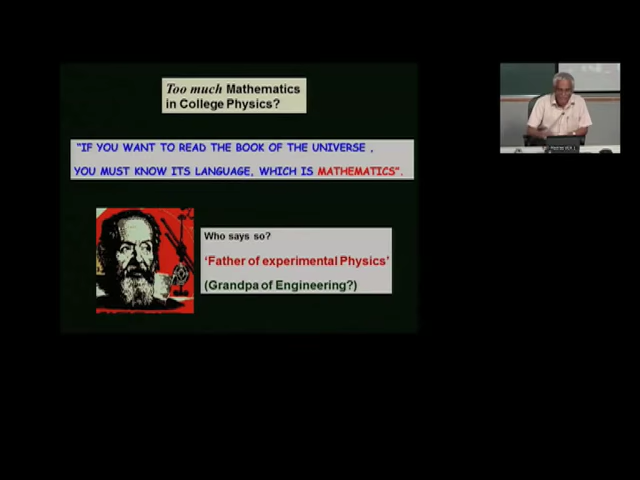 Too much Mathematics
in College Physics?
"IF YOU WANT TO READ THE BOOK OF THE UNIVERSE ,
YOU MUST KNOW ITS LANGUAGE, WHICH IS MATHEMATICS".
Who says so?
‘Father of experimental Physics’
(Grandpa of Engineering?)